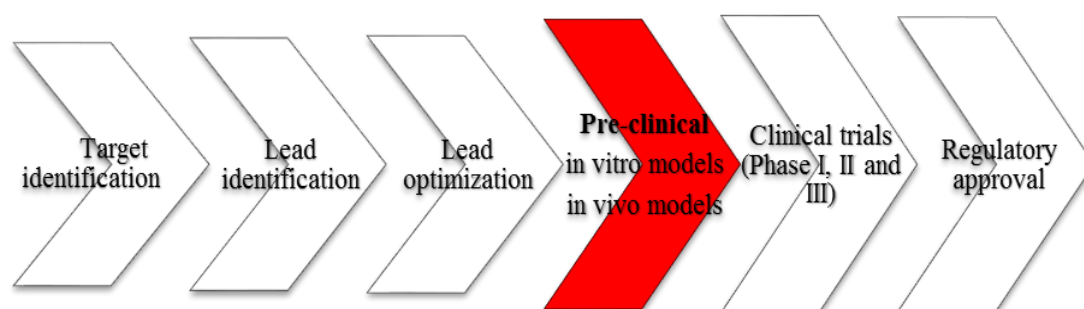 Target
identification
Lead
identification
Lead
optimization
Pre-clinical
in vitro models
in vivo models
Clinical trials
(Phase I, II and
III)
Regulatory
approval